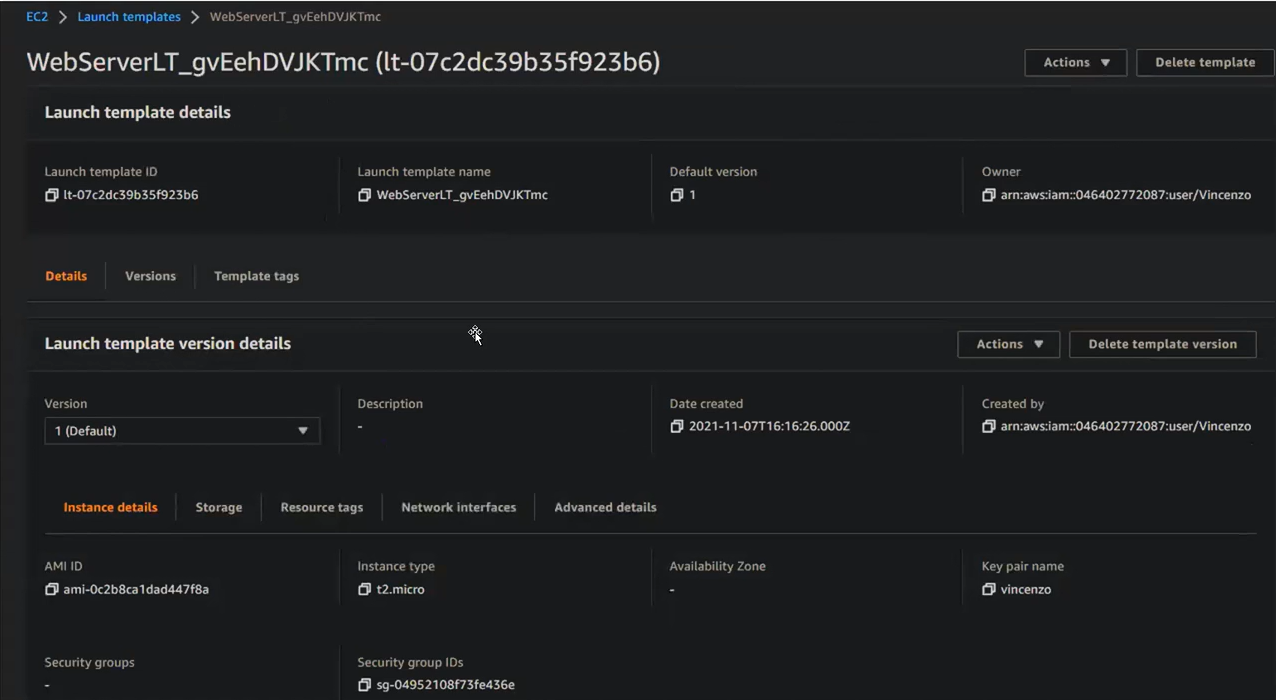 EC2 > Launch templates > WebServerLT_gvEehDVJKTmc
WebServerLT_gvEehDVJKTmc (lt-07c2dc39b35f923b6)
Actions
Delete template
Launch template details
Launch template ID
lt-07c2dc39b35f923b6
Launch template name
WebServerLT_gvEehDVJKTmc
Default version
1
Owner
arn:aws:iam::046402772087:user/Vincenzo
Details
Versions
Template tags
Launch template version details
Actions
Delete template version
Version
1 (Default)
Description
-
Date created
2021-11-07T16:16:26.000Z
Created by
arn:aws:iam::046402772087:user/Vincenzo
Instance details
Storage
Resource tags
Network interfaces
Advanced details
AMI ID
ami-0c2b8ca1dad447f8a
Instance type
t2.micro
Availability Zone
-
Key pair name
vincenzo
Security groups
-
Security group IDs
sg-04952108f73fe436e